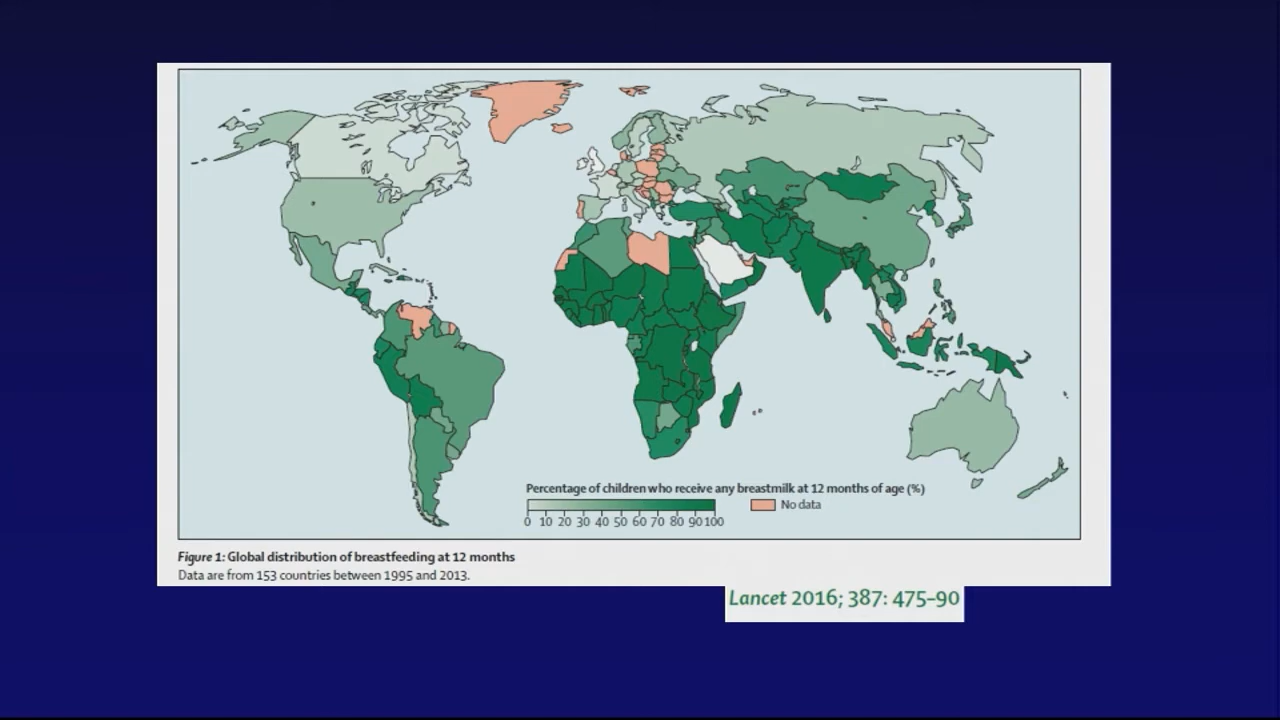 Percentage of children who receive any breastmilk at 12 months of age (%)
No data
0 10 20 30 40 50 60 70 80 90 100
Figure 1: Global distribution of breastfeeding at 12 months
Data are from 153 countries between 1995 and 2013.
Lancet 2016; 387: 475–90